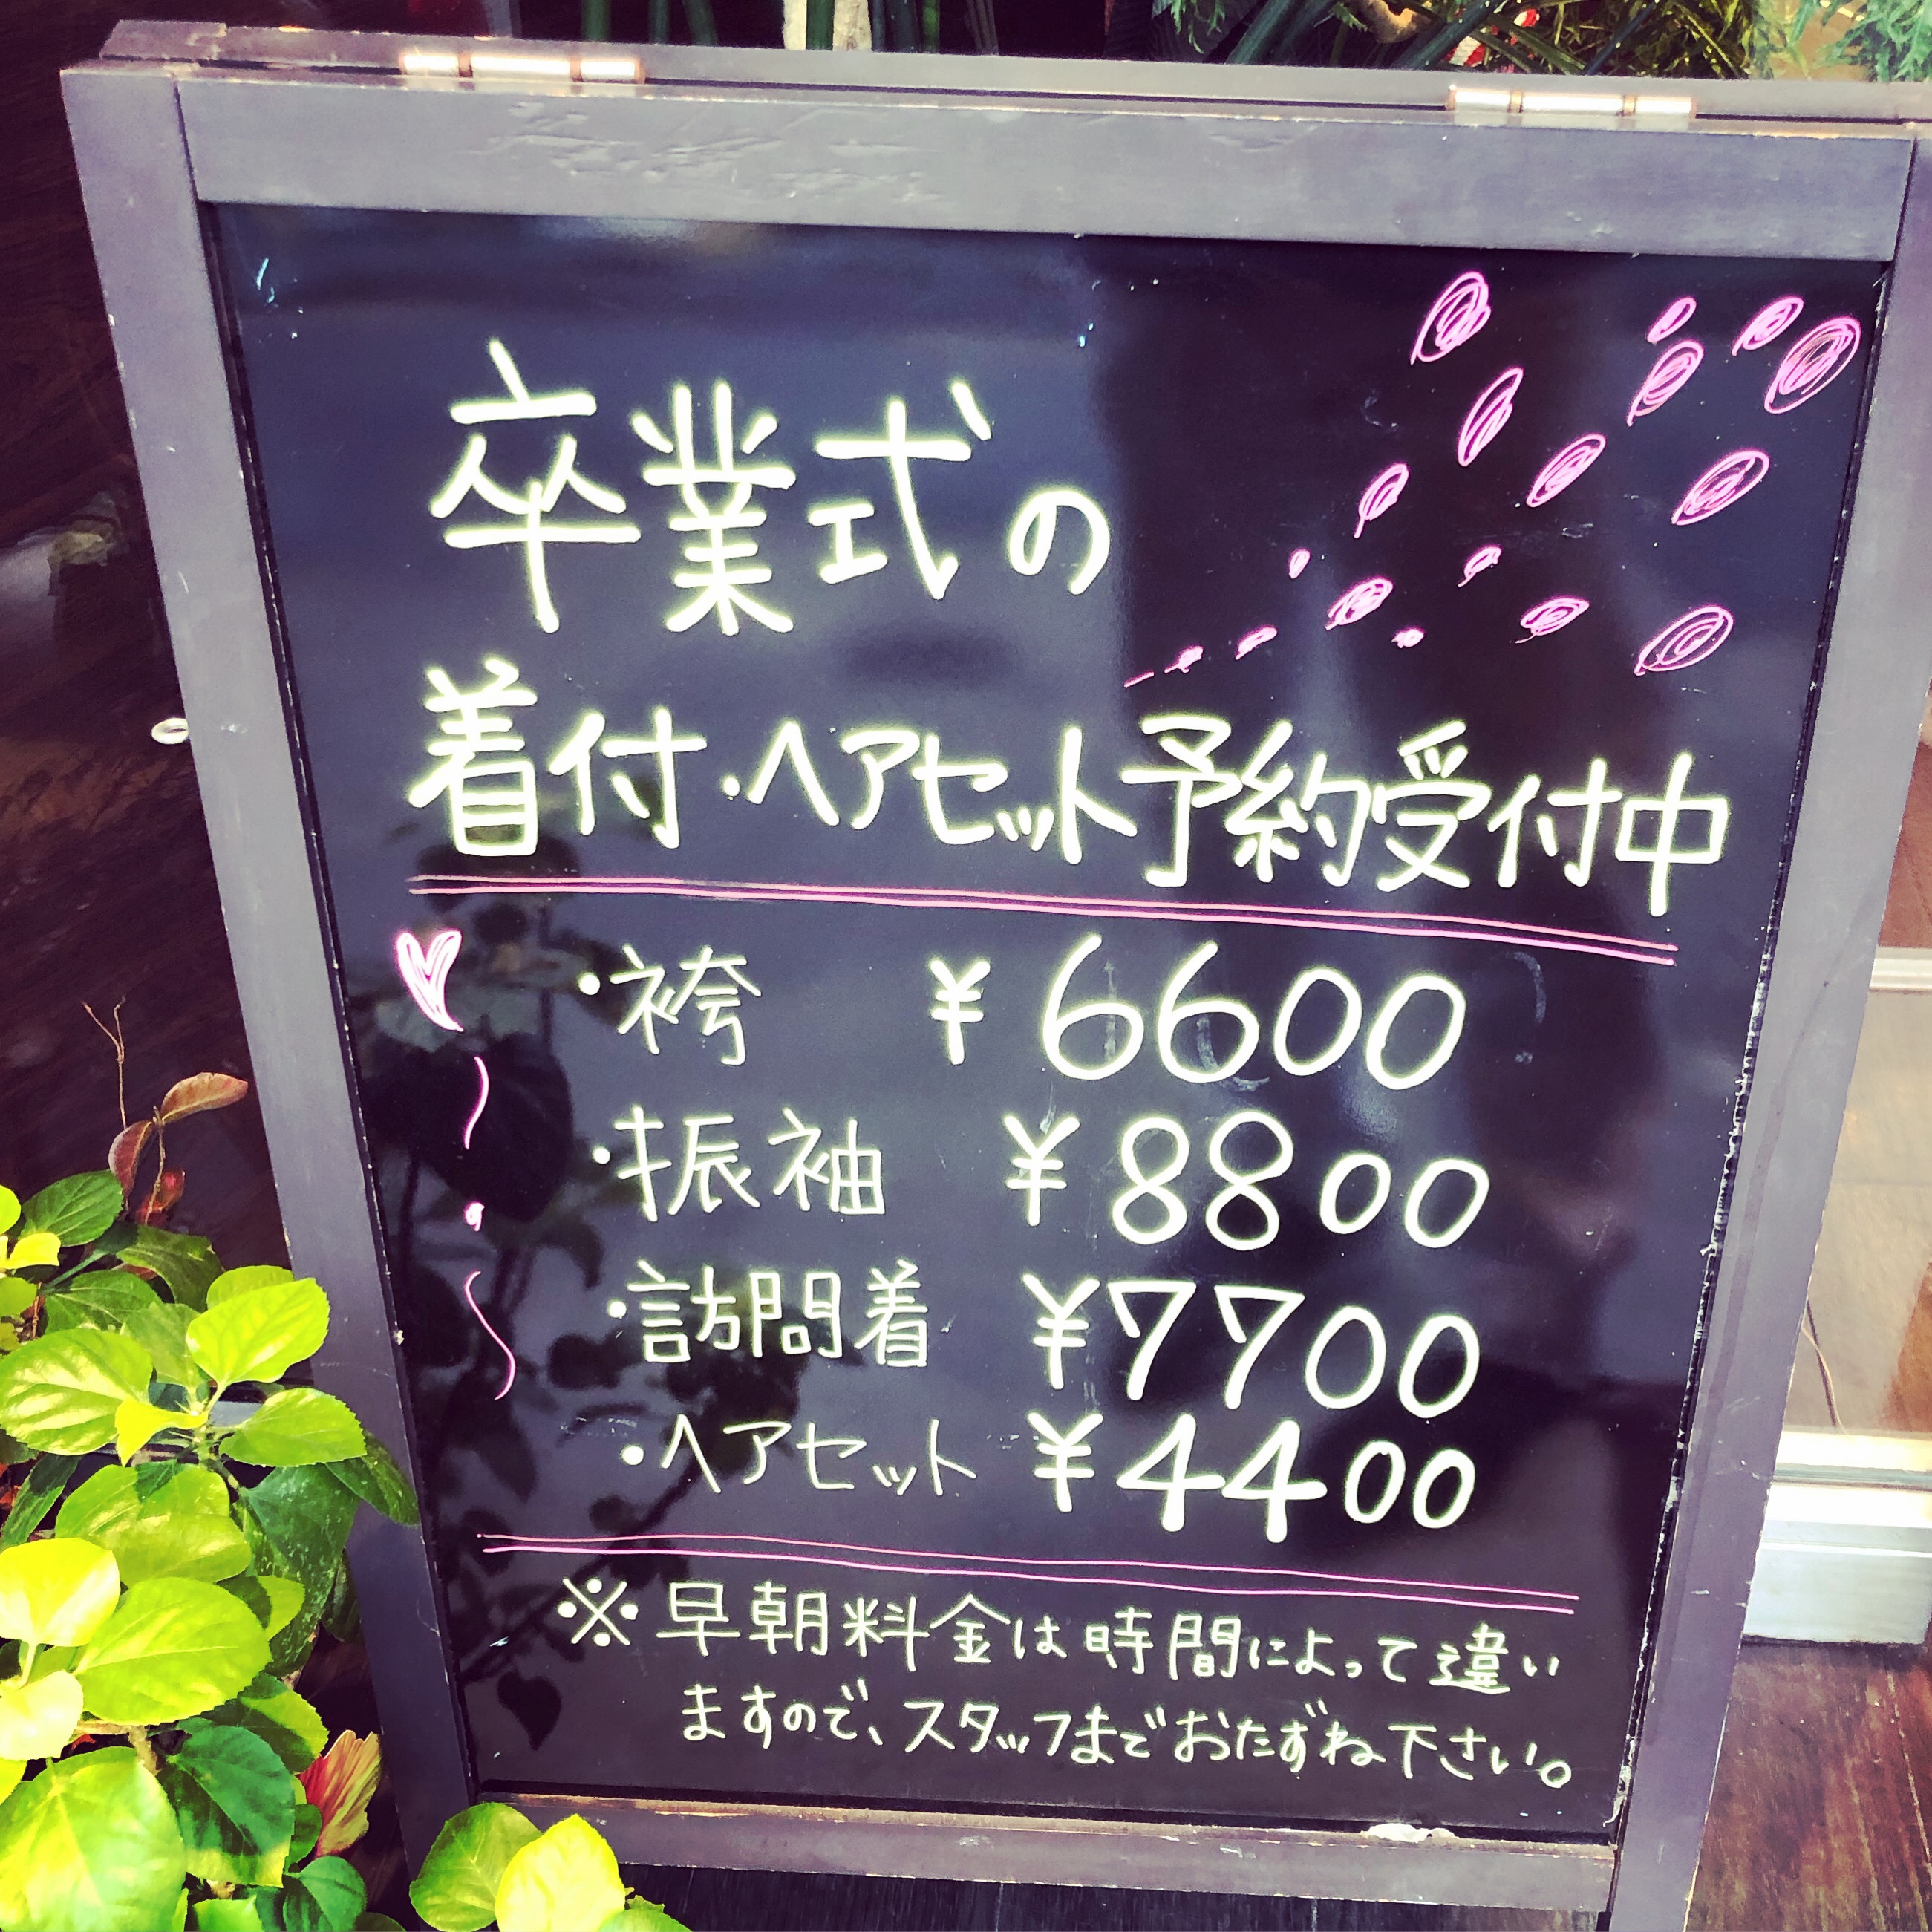 卒業式の
着付・ヘアセット予約受付中
・袴 ¥6600
・振袖 ¥8800
・訪問着 ¥7700
・ヘアセット ¥4400
※早朝料金は時間によって違い
ますので、スタッフまでおたずね下さい。